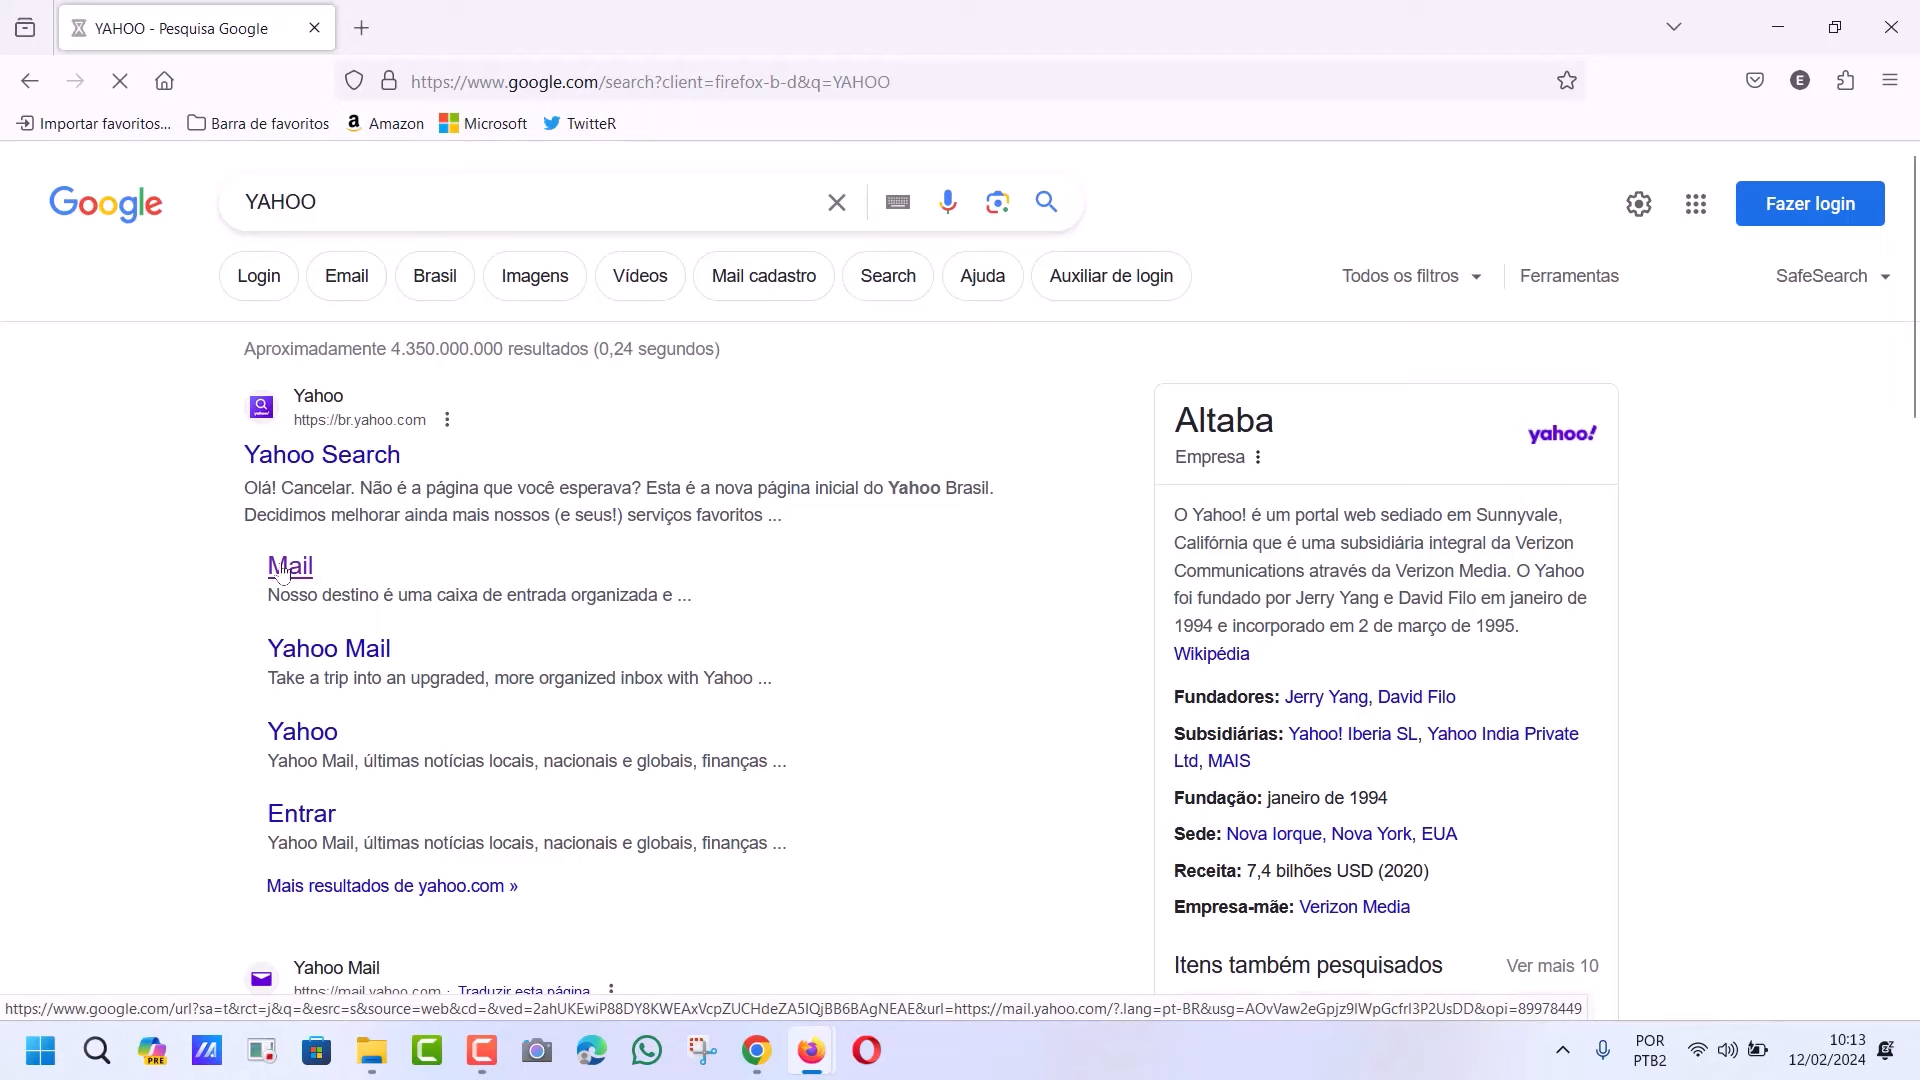 YAHOO - Pesquisa Google
https://www.google.com/search?client=firefox-b-d&q=YAHOO
E
Importar favoritos...
Barra de favoritos
Amazon
Microsoft
TwitteR
Google
YAHOO
Fazer login
Login
Email
Brasil
Imagens
Vídeos
Mail cadastro
Search
Ajuda
Auxiliar de login
Todos os filtros
Ferramentas
SafeSearch
Aproximadamente 4.350.000.000 resultados (0,24 segundos)
Yahoo
https://br.yahoo.com
Yahoo Search
Olá! Cancelar. Não é a página que você esperava? Esta é a nova página inicial do Yahoo Brasil.
Decidimos melhorar ainda mais nossos (e seus!) serviços favoritos ...
Mail
Nosso destino é uma caixa de entrada organizada e ...
Yahoo Mail
Take a trip into an upgraded, more organized inbox with Yahoo ...
Yahoo
Yahoo Mail, últimas notícias locais, nacionais e globais, finanças ...
Entrar
Yahoo Mail, últimas notícias locais, nacionais e globais, finanças ...
Mais resultados de yahoo.com »
Yahoo Mail
https://mail.yahoo.com · Traduzir esta página
Altaba
yahoo!
Empresa
O Yahoo! é um portal web sediado em Sunnyvale,
Califórnia que é uma subsidiária integral da Verizon
Communications através da Verizon Media. O Yahoo
foi fundado por Jerry Yang e David Filo em janeiro de
1994 e incorporado em 2 de março de 1995.
Wikipédia
Fundadores: Jerry Yang, David Filo
Subsidiárias: Yahoo! Iberia SL, Yahoo India Private
Ltd, MAIS
Fundação: janeiro de 1994
Sede: Nova Iorque, Nova York, EUA
Receita: 7,4 bilhões USD (2020)
Empresa-mãe: Verizon Media
Itens também pesquisados
Ver mais 10
https://www.google.com/url?sa=t&rct=j&q=&esrc=s&source=web&cd=&ved=2ahUKEwiP88DY8KWEAxVcpZUCHdeZA5IQjBB6BAgNEAE&url=https://mail.yahoo.com/?.lang=pt-BR&usg=AOvVaw2eGpjz9lWpGcfrI3P2UsDD&opi=89978449
PRE
POR
PTB2
10:13
12/02/2024